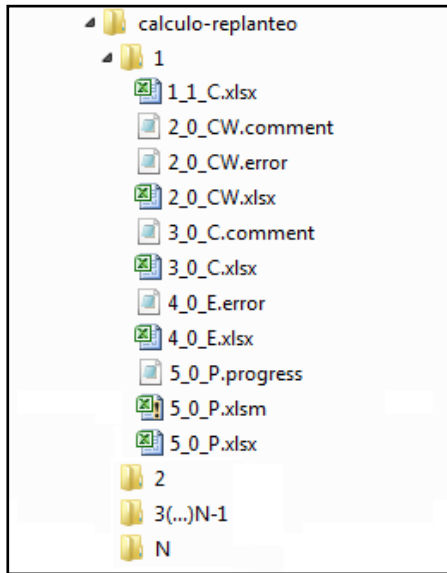 calculo-replanteo
1
1_1_C.xlsx
2_0_CW.comment
2_0_CW.error
2_0_CW.xlsx
3_0_C.comment
3_0_C.xlsx
4_0_E.error
4_0_E.xlsx
5_0_P.progress
5_0_P.xlsm
5_0_P.xlsx
2
3(...)N-1
N